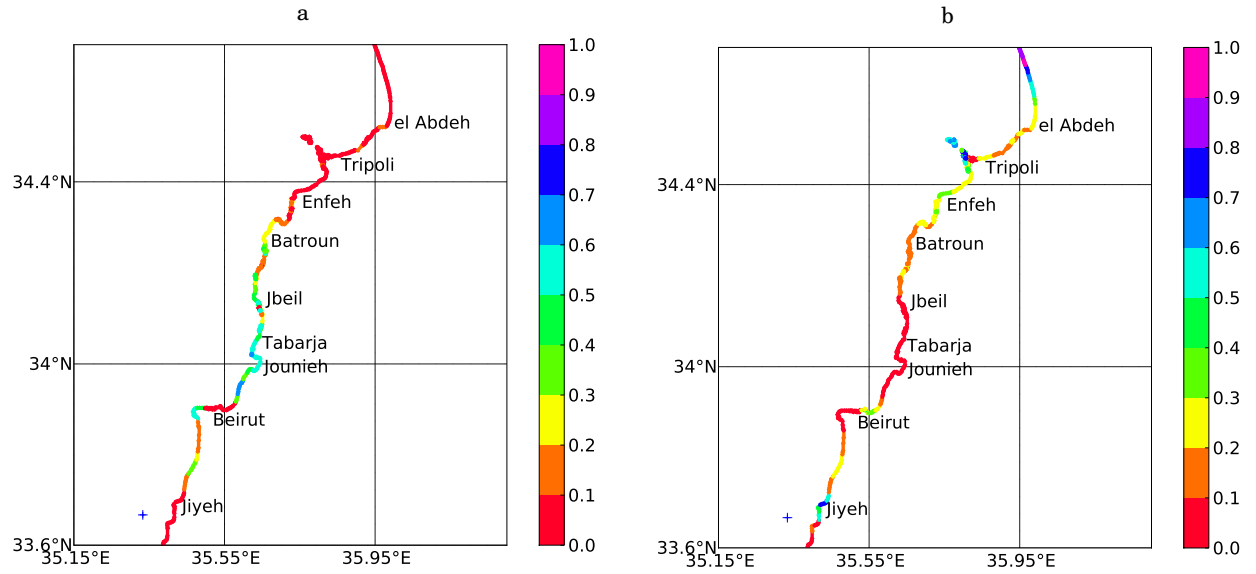 a
b
el Abdeh
Tripoli
Enfeh
Batroun
Jbeil
Tabarja
Jounieh
Beirut
Jiyeh
34.4°N
34°N
33.6°N
35.15°E
35.55°E
35.95°E
1.0
0.9
0.8
0.7
0.6
0.5
0.4
0.3
0.2
0.1
0.0
el Abdeh
Tripoli
Enfeh
Batroun
Jbeil
Tabarja
Jounieh
Beirut
Jiyeh
34.4°N
34°N
33.6°N
35.15°E
35.55°E
35.95°E
1.0
0.9
0.8
0.7
0.6
0.5
0.4
0.3
0.2
0.1
0.0